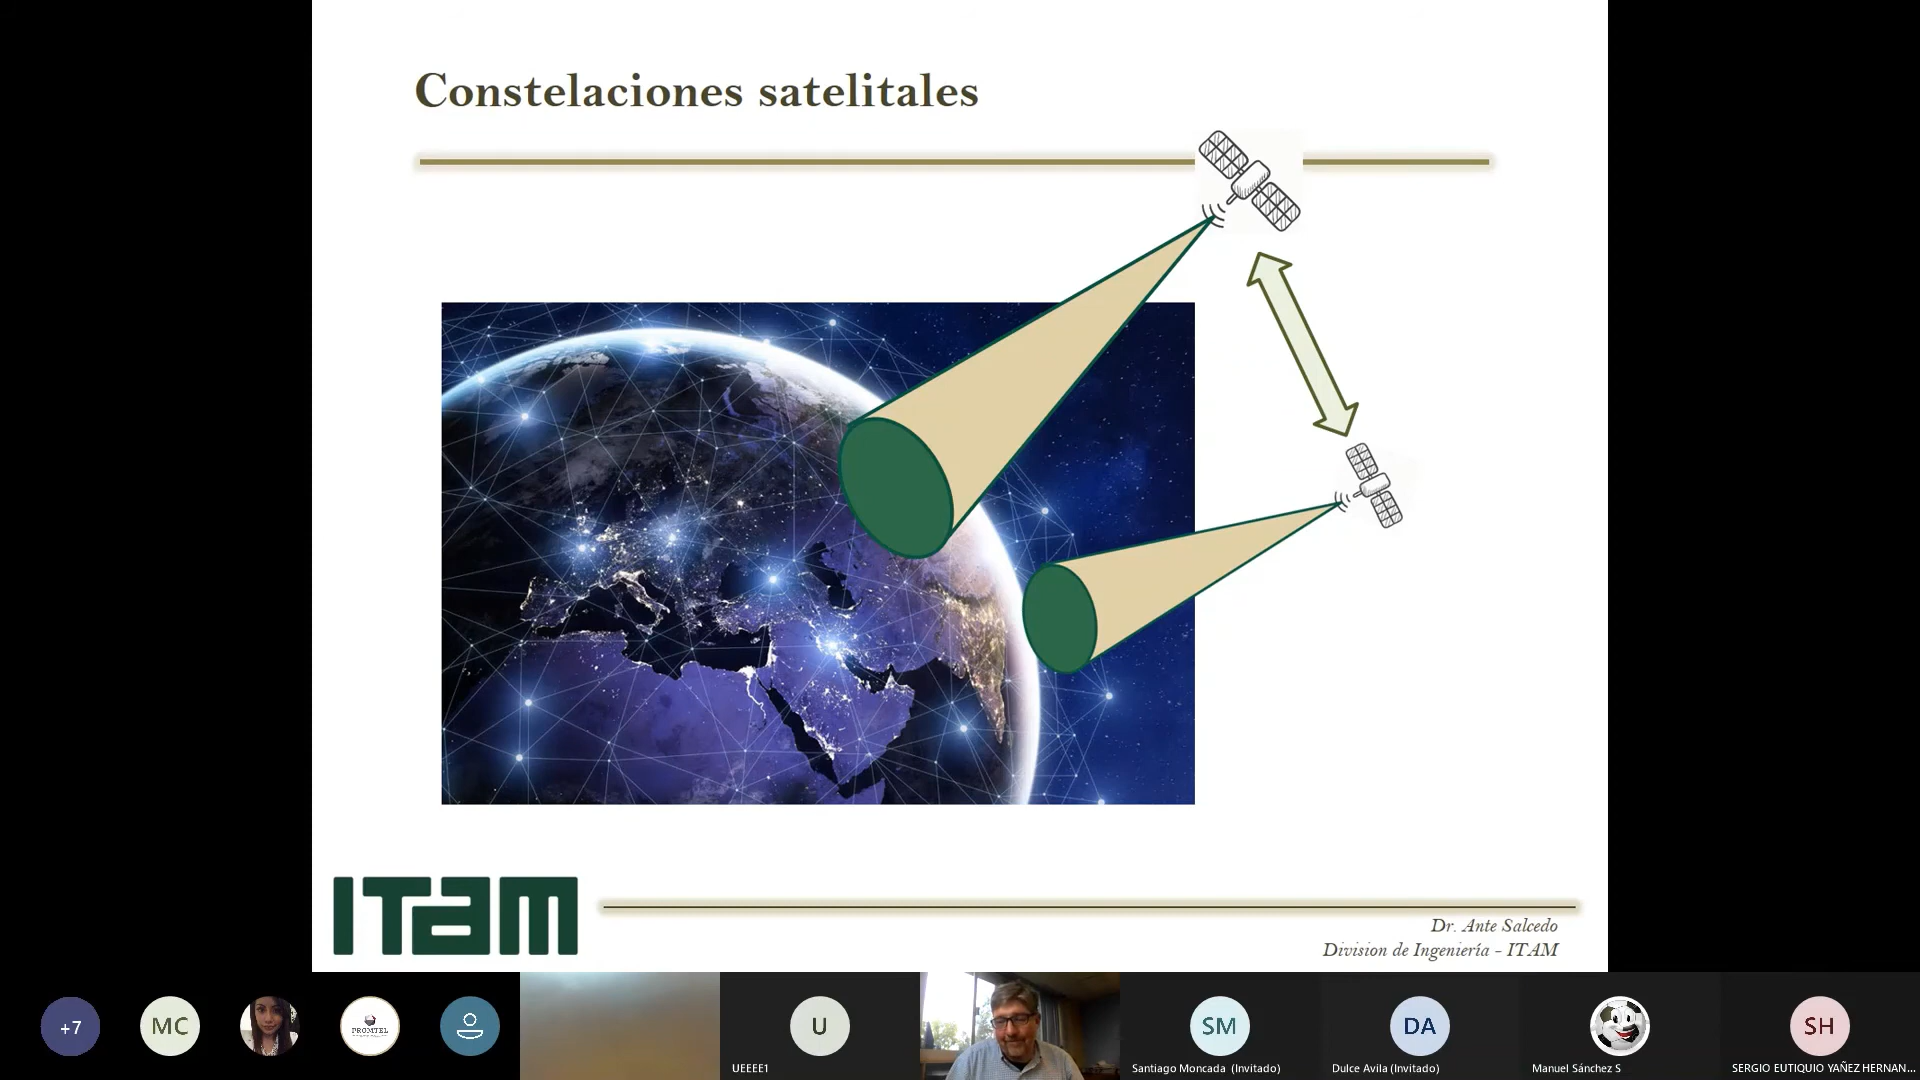 Constelaciones satelitales
ITAM
Dr. Ante Salcedo
Division de Ingeniería - ITAM
+7
MC
PROMTEL
U
UEEEE1
SM
Santiago Moncada (Invitado)
DA
Dulce Avila (Invitado)
Manuel Sánchez S
SH
SERGIO EUTIQUIO YAÑEZ HERNAN...